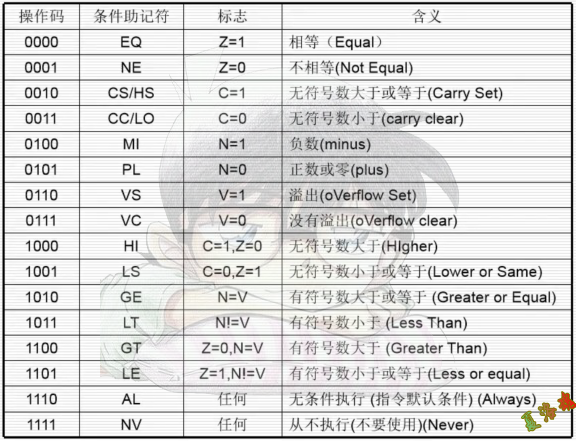 操作码 条件助记符 标志 含义
0000 EQ Z=1 相等（Equal）
0001 NE Z=0 不相等(Not Equal)
0010 CS/HS C=1 无符号数大于或等于(Carry Set)
0011 CC/LO C=0 无符号数小于(carry clear)
0100 MI N=1 负数(minus)
0101 PL N=0 正数或零(plus)
0110 VS V=1 溢出(oVerflow Set)
0111 VC V=0 没有溢出(oVerflow clear)
1000 HI C=1,Z=0 无符号数大于(HIgher)
1001 LS C=0,Z=1 无符号数小于或等于(Lower or Same)
1010 GE N=V 有符号数大于或等于 (Greater or Equal)
1011 LT N!=V 有符号数小于 (Less Than)
1100 GT Z=0,N=V 有符号数大于 (Greater Than)
1101 LE Z=1,N!=V 有符号数小于或等于(Less or equal)
1110 AL 任何 无条件执行 (指令默认条件) (Always)
1111 NV 任何 从不执行(不要使用)(Never)